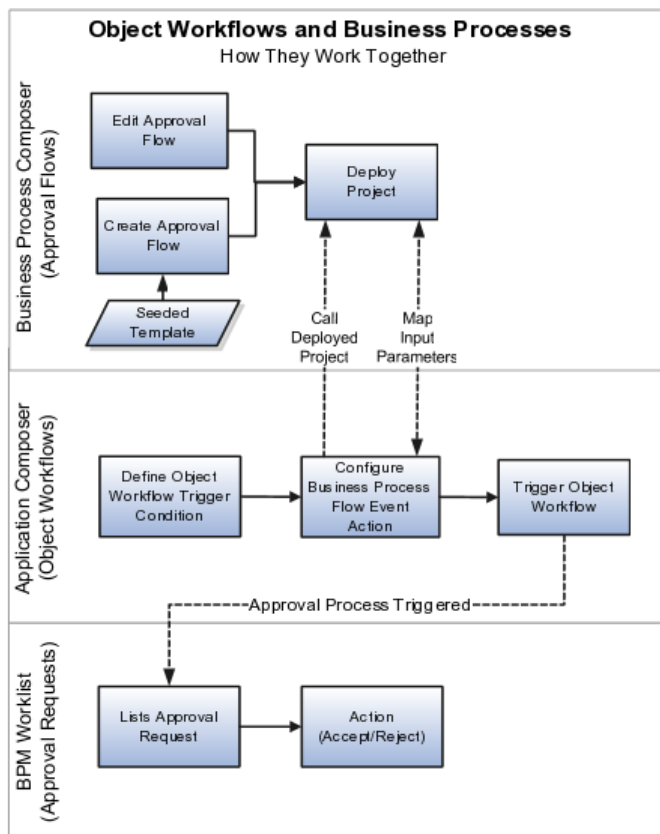 Object Workflows and Business Processes
How They Work Together
Business Process Composer
(Approval Flows)
Edit Approval
Flow
Deploy
Project
Create Approval
Flow
Seeded
Template
Call
Deployed
Project
Map
Input
Parameters
Application Composer
(Object Workflows)
Define Object
Workflow Trigger
Condition
Configure
Business Process
Flow Event
Action
Trigger Object
Workflow
Approval Process Triggered
BPM Worklist
(Approval Requests)
Lists Approval
Request
Action
(Accept/Reject)